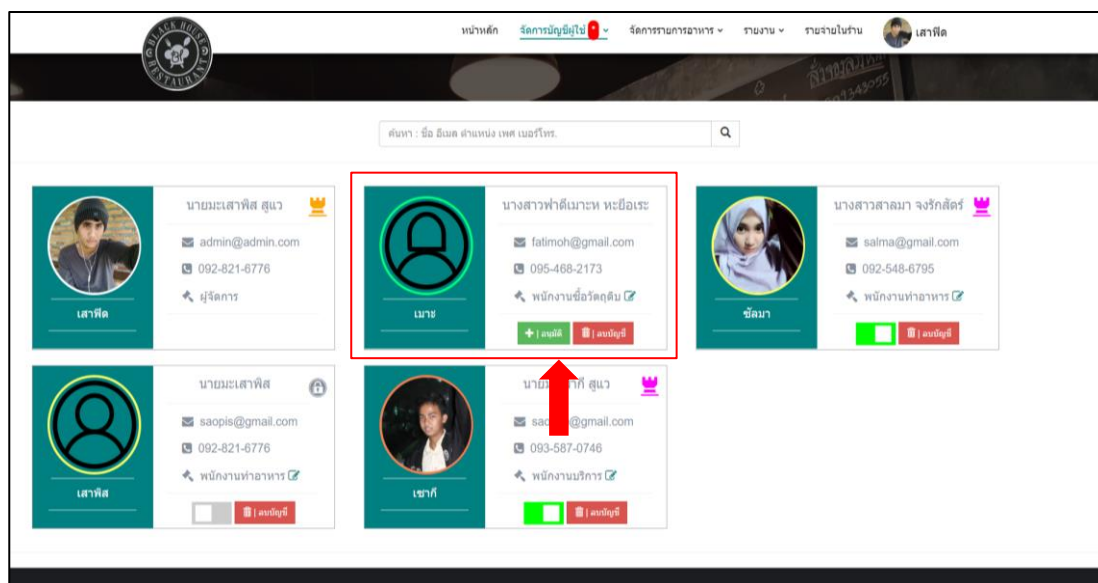 BLACK HOUSE
RESTAURANT
หน้าหลัก จัดการบัญชีผู้ใช้ จัดการรายการอาหาร รายงาน รายจ่ายในร้าน เสาฟีด
ค้นหา : ชื่อ อีเมล ตำแหน่ง เพศ เบอร์โทร.
นายมะเสาพิส สูแว
admin@admin.com
092-821-6776
ผู้จัดการ
เสาฟีด
นางสาวฟาตีเมาะห หะยีอเระ
fatimoh@gmail.com
095-468-2173
พนักงานซื้อวัตถุดิบ
เมาะ
+ | อนุมัติ | ลบบัญชี
นางสาวสาลมา จงรักสัตร์
salma@gmail.com
092-548-6795
พนักงานทำอาหาร
ซัลมา
| ลบบัญชี
นายมะเสาพิส
saopis@gmail.com
092-821-6776
พนักงานทำอาหาร
เสาพิส
| ลบบัญชี
สูแว
@gmail.com
093-587-0746
พนักงานบริการ
เซากี
| ลบบัญชี